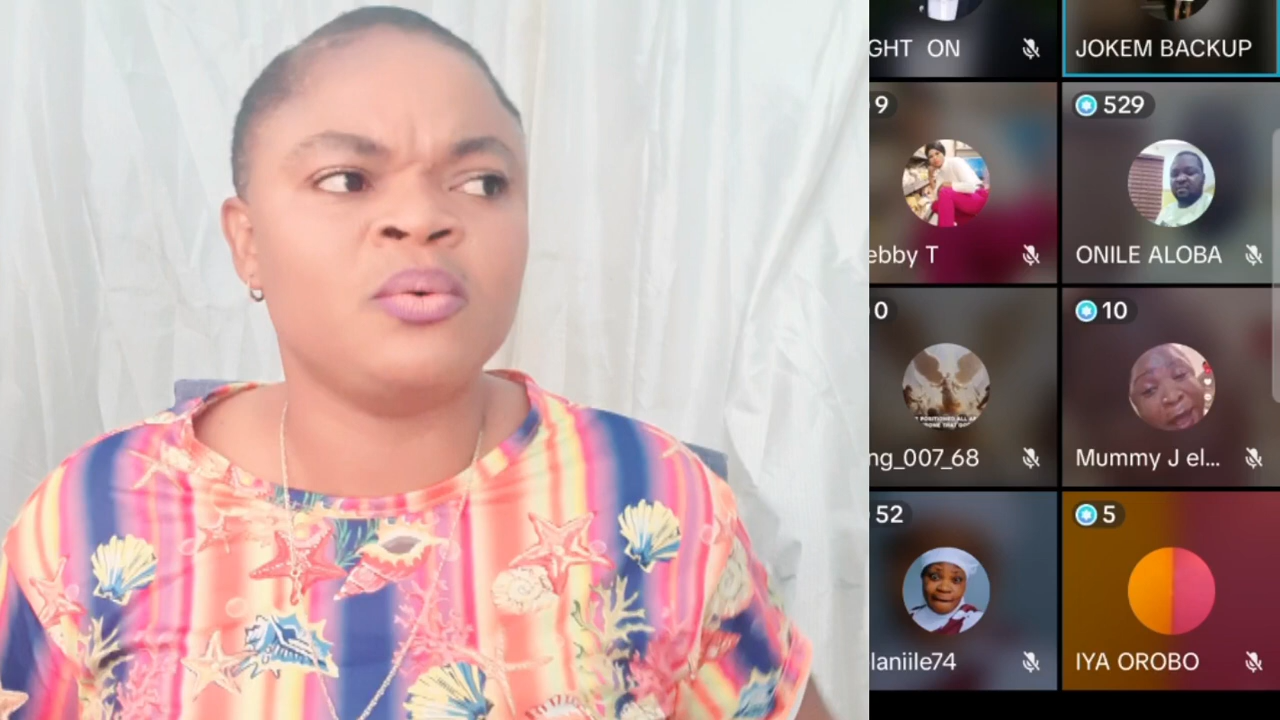 GHT ON
JOKEM BACKUP
9
529
ebby T
ONILE ALOBA
0
10
ng_007_68
Mummy J el...
52
5
laniile74
IYA OROBO